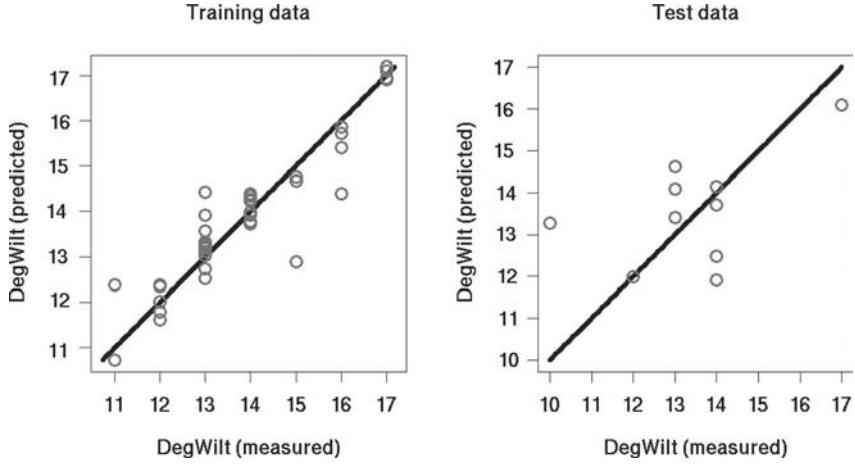 Training data
DegWilt (predicted)
17
16
15
14
13
12
11
11 12 13 14 15 16 17
DegWilt (measured)
Test data
DegWilt (predicted)
17
16
15
14
13
12
11
10
10 11 12 13 14 15 16 17
DegWilt (measured)